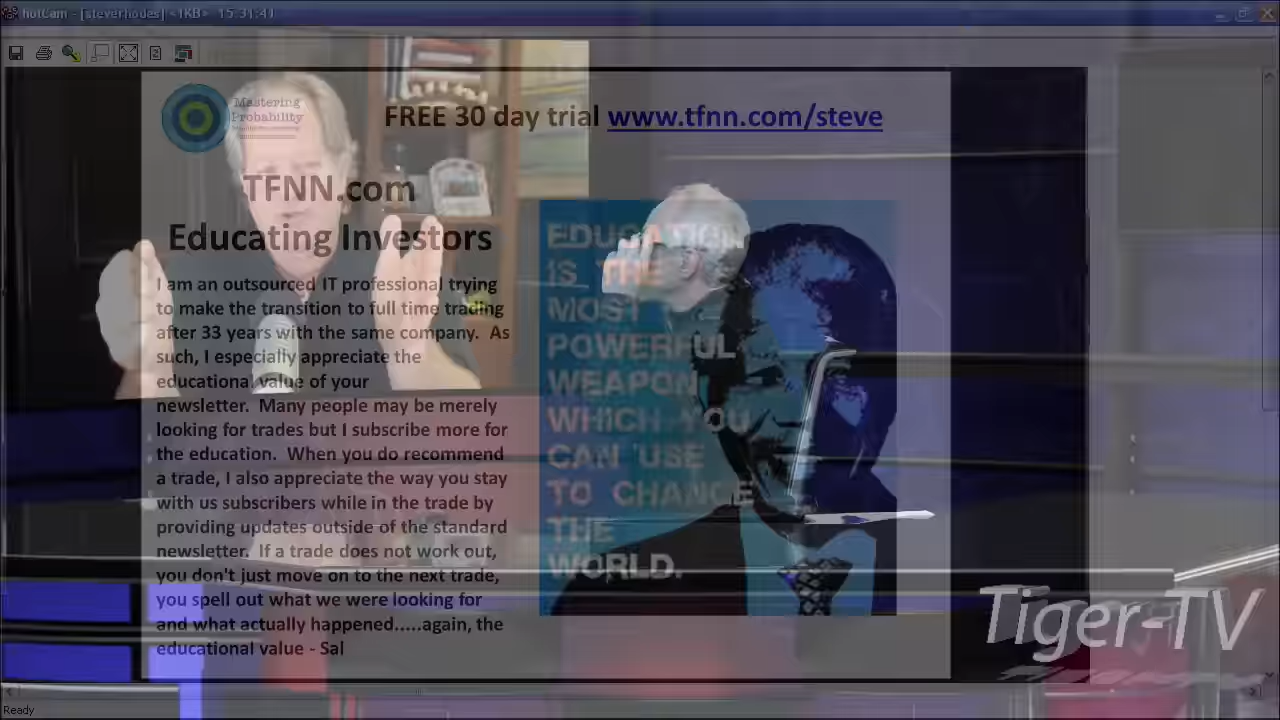 hotCam - [steverhodes] <1KB> 15:31:41
Mastering
Probability
FREE 30 day trial www.tfnn.com/steve
TFNN.com
Educating Investors
I am an outsourced IT professional trying
to make the transition to full time trading
after 33 years with the same company. As
such, I especially appreciate the
educational value of your
newsletter. Many people may be merely
looking for trades but I subscribe more for
the education. When you do recommend
a trade, I also appreciate the way you stay
with us subscribers while in the trade by
providing updates outside of the standard
newsletter. If a trade does not work out,
you don't just move on to the next trade,
you spell out what we were looking for
and what actually happened.....again, the
educational value - Sal
EDUCATION
IS THE
MOST
POWERFUL
WEAPON
WHICH YOU
CAN USE
TO CHANGE
THE
WORLD.
Tiger-TV
Ready